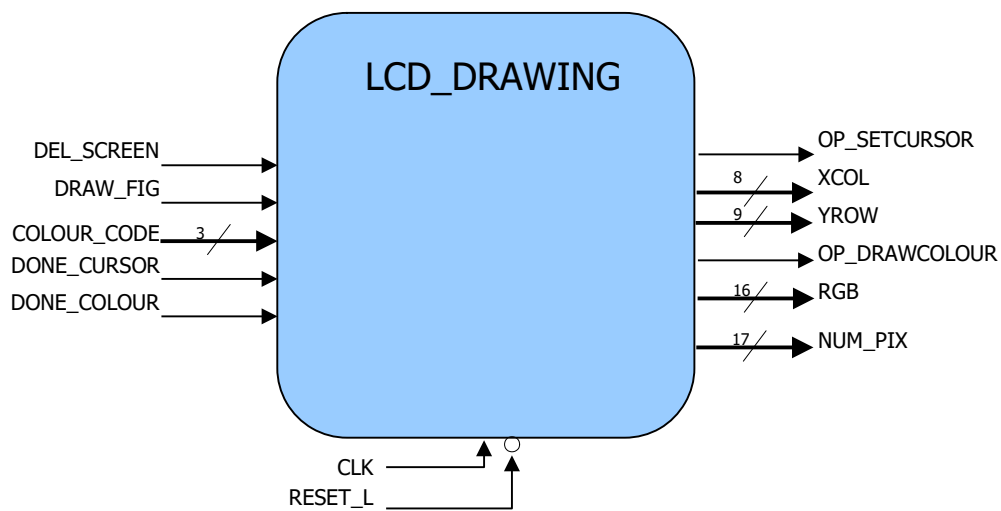 LCD_DRAWING
DEL_SCREEN
DRAW_FIG
COLOUR_CODE
3
DONE_CURSOR
DONE_COLOUR
OP_SETCURSOR
8
XCOL
9
YROW
OP_DRAWCOLOUR
16
RGB
17
NUM_PIX
CLK
RESET_L